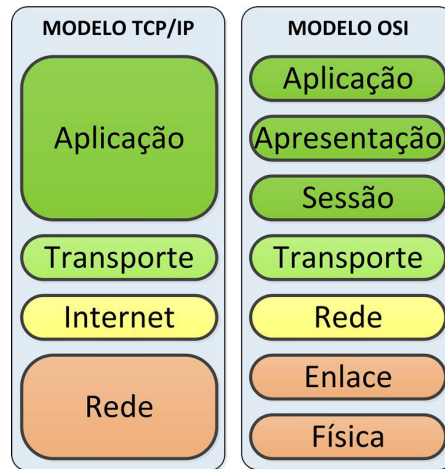 MODELO TCP/IP
Aplicação
Transporte
Internet
Rede
MODELO OSI
Aplicação
Apresentação
Sessão
Transporte
Rede
Enlace
Física